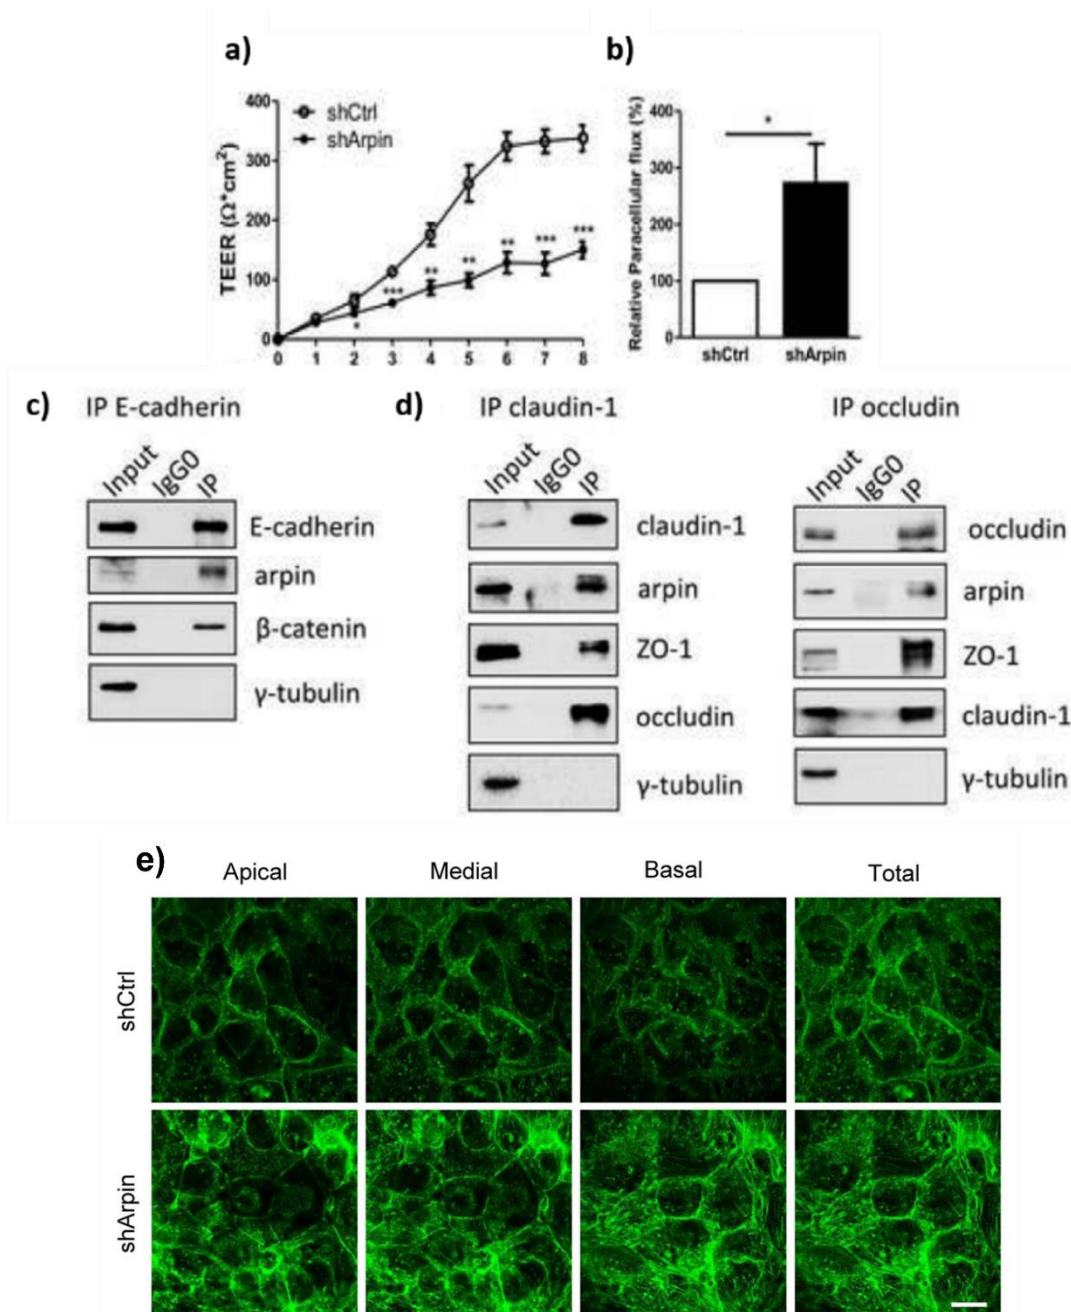 a)
400
300
200
100
0
TEER (Ω*cm²)
shCtrl
shArpin
*
***
**
**
**
***
***
0 1 2 3 4 5 6 7 8
b)
Relative Paracellular flux (%)
400
300
200
100
0
*
shCtrl shArpin
c) IP E-cadherin
Input IgG0 IP
E-cadherin
arpin
β-catenin
γ-tubulin
d) IP claudin-1
Input IgG0 IP
claudin-1
arpin
ZO-1
occludin
γ-tubulin
IP occludin
Input IgG0 IP
occludin
arpin
ZO-1
claudin-1
γ-tubulin
e)
Apical Medial Basal Total
shCtrl
shArpin